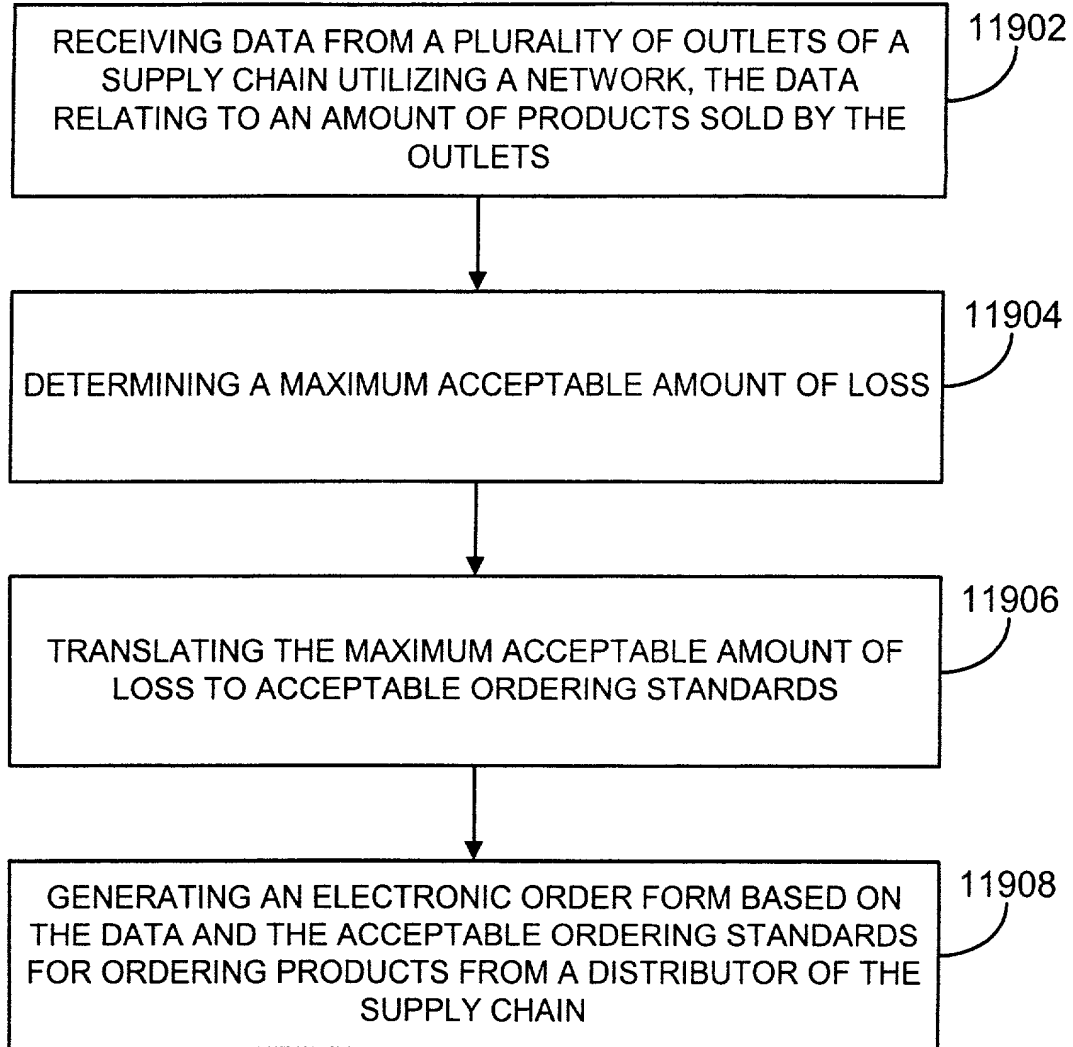 RECEIVING DATA FROM A PLURALITY OF OUTLETS OF A
SUPPLY CHAIN UTILIZING A NETWORK, THE DATA
RELATING TO AN AMOUNT OF PRODUCTS SOLD BY THE
OUTLETS
11902
DETERMINING A MAXIMUM ACCEPTABLE AMOUNT OF LOSS
11904
TRANSLATING THE MAXIMUM ACCEPTABLE AMOUNT OF
LOSS TO ACCEPTABLE ORDERING STANDARDS
11906
GENERATING AN ELECTRONIC ORDER FORM BASED ON
THE DATA AND THE ACCEPTABLE ORDERING STANDARDS
FOR ORDERING PRODUCTS FROM A DISTRIBUTOR OF THE
SUPPLY CHAIN
11908